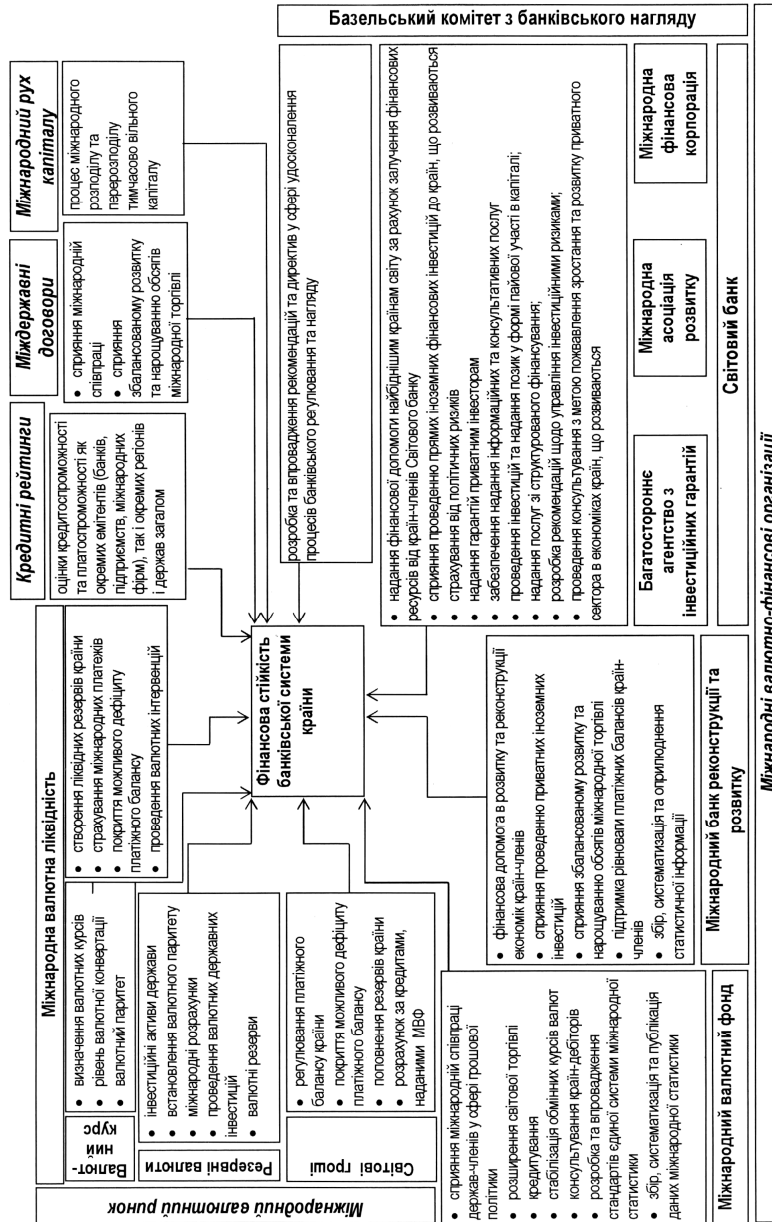 Міжнародна валютна ліквідність
Валют-
ний
курс
• визначення валютних курсів
• рівень валютної конвертації
• валютний паритет
• створення ліквідних резервів країни
• страхування міжнародних платежів
• покриття можливого дефіциту
платіжного балансу
• проведення валютних інтервенцій
Кредитні рейтинги
оцінки кредитоспроможності
та платоспроможності як
окремих емітентів (банків,
підприємств, міжнародних
фірм), так і окремих регіонів
і держав загалом
Міждержавні
договори
• сприяння міжнародній
співпраці
• сприяння
збалансованому розвитку
та нарощуванню обсягів
міжнародної торгівлі
Міжнародний рух
капіталу
процес міжнародного
розподілу та
перерозподілу
тимчасово вільного
капіталу
Міжнародний валютний ринок
Резервні валюти
• інвестиційні активи держави
• встановлення валютного паритету
• міжнародні розрахунки
• проведення валютних державних
інвестицій
• валютні резерви
Світові гроші
• регулювання платіжного
балансу країни
• покриття можливого дефіциту
платіжного балансу
• поповнення резервів країни
• розрахунок за кредитами,
наданими МВФ
Фінансова стійкість
банківської системи
країни
розробка та впровадження рекомендацій та директив у сфері удосконалення
процесів банківського регулювання та нагляду
Базельський комітет з банківського нагляду
• сприяння міжнародній співпраці
держав-членів у сфері грошової
політики
• розширення світової торгівлі
• кредитування
• стабілізація обмінних курсів валют
• консультування країн-дебіторів
• розробка та впровадження
стандартів єдиної системи міжнародної
статистики
• збір, систематизація та публікація
даних міжнародної статистики
Міжнародний валютний фонд
• фінансова допомога в розвитку та реконструкції
економік країн-членів
• сприяння проведенню приватних іноземних
інвестицій
• сприяння збалансованому розвитку та
нарощуванню обсягів міжнародної торгівлі
• підтримка рівноваги платіжних балансів країн-
членів
• збір, систематизація та оприлюднення
статистичної інформації
Міжнародний банк реконструкції та
розвитку
• надання фінансової допомоги найбіднішим країнам світу за рахунок залучення фінансових
ресурсів від країн-членів Світового банку
• сприяння проведенню прямих іноземних фінансових інвестицій до країн, що розвиваються
• страхування від політичних ризиків
• надання гарантій приватним інвесторам
• забезпечення надання інформаційних та консультативних послуг
• проведення інвестицій та надання позик у формі пайової участі в капіталі;
• надання послуг зі структурованого фінансування;
• розробка рекомендацій щодо управління інвестиційними ризиками;
• проведення консультування з метою пожвавлення зростання та розвитку приватного
сектора в економіках країн, що розвиваються
Багатостороннє
агентство з
інвестиційних гарантій
Міжнародна
асоціація
розвитку
Міжнародна
фінансова
корпорація
Світовий банк
Міжнародні валютно-фінансові організації